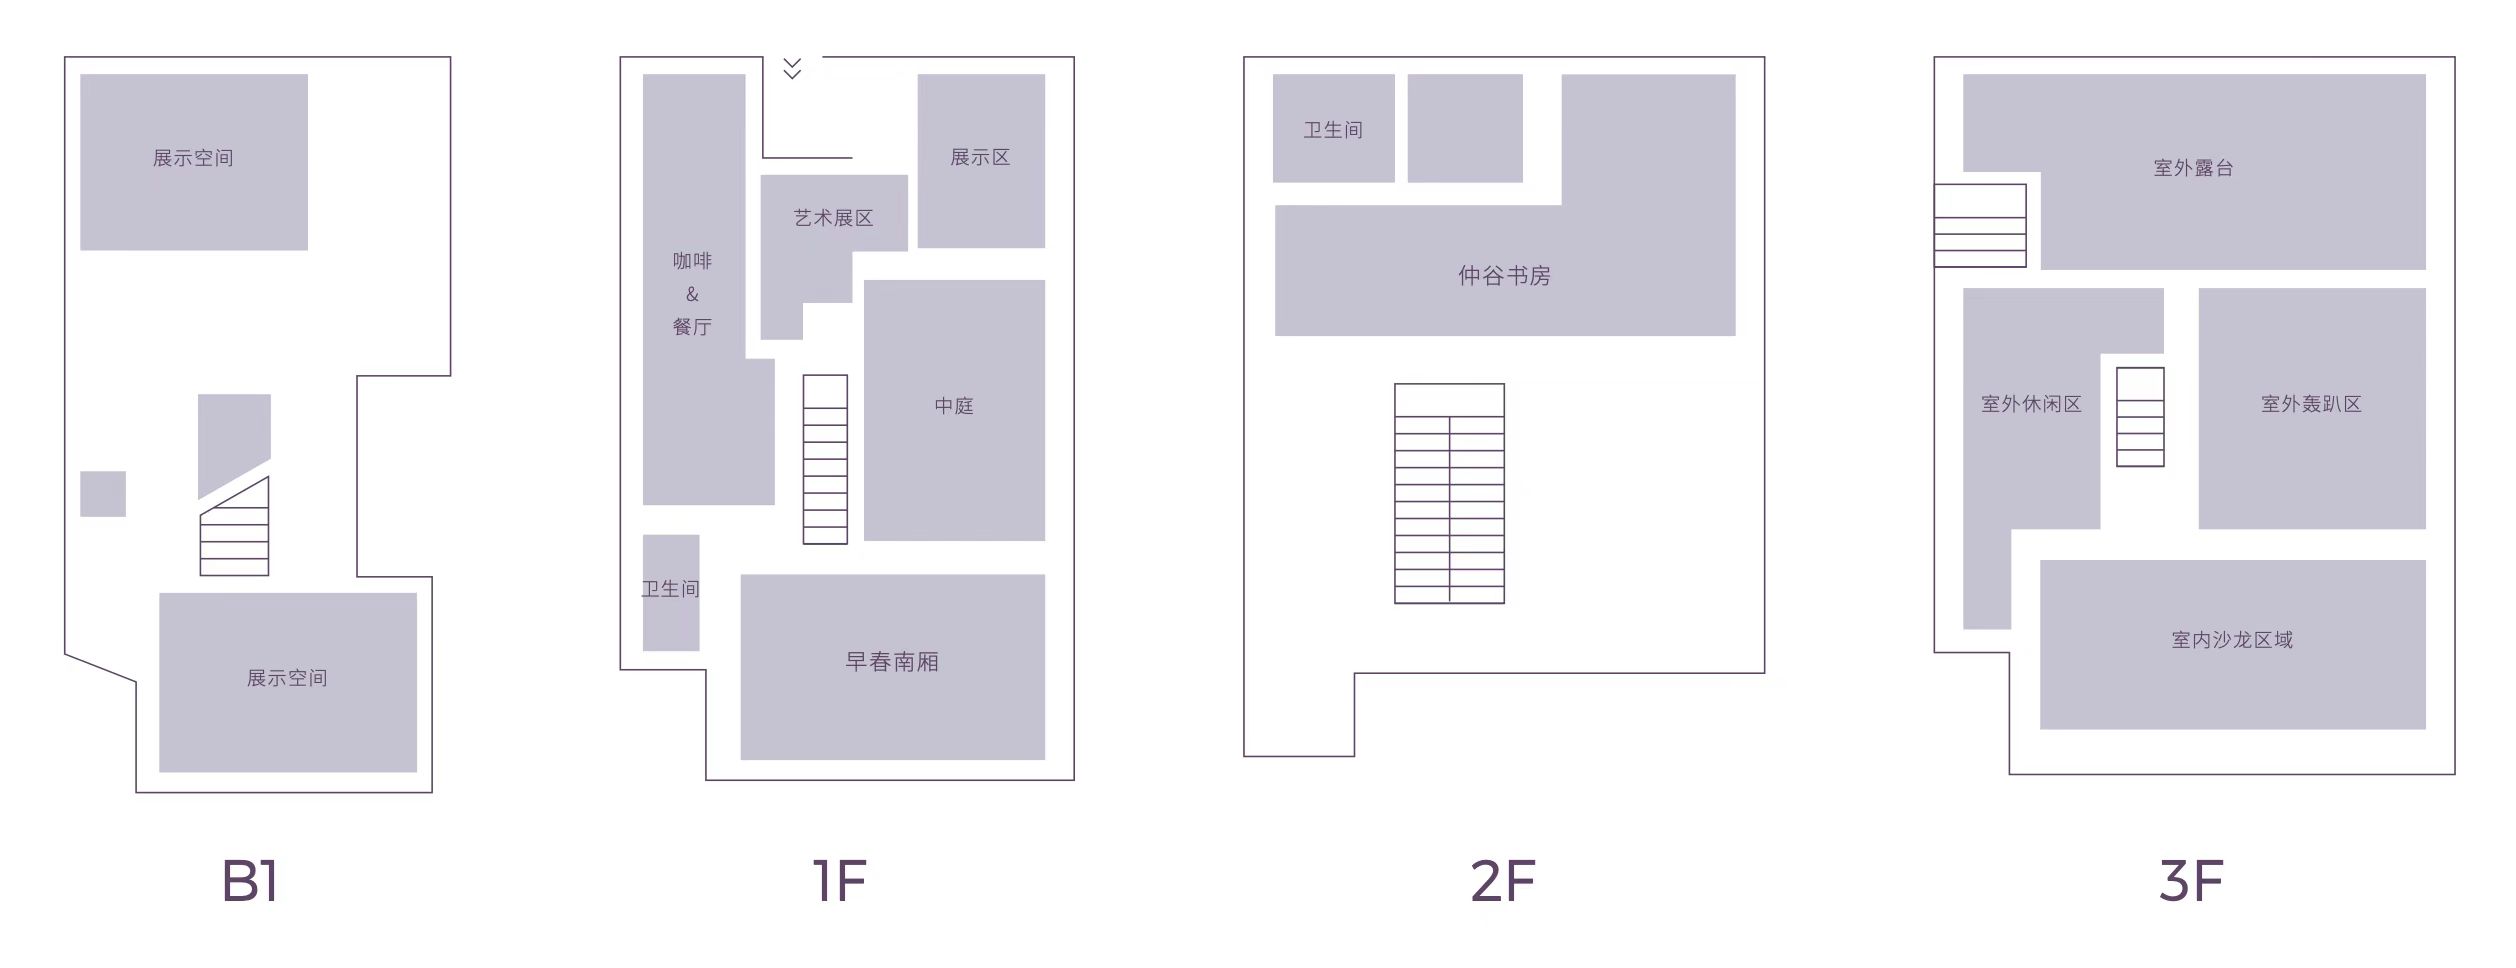 展示空间
展示空间
B1
展示区
艺术展区
咖啡
&
餐厅
中庭
卫生间
早春南厢
1F
卫生间
仲谷书房
2F
室外露台
室外休闲区
室外轰趴区
室内沙龙区域
3F